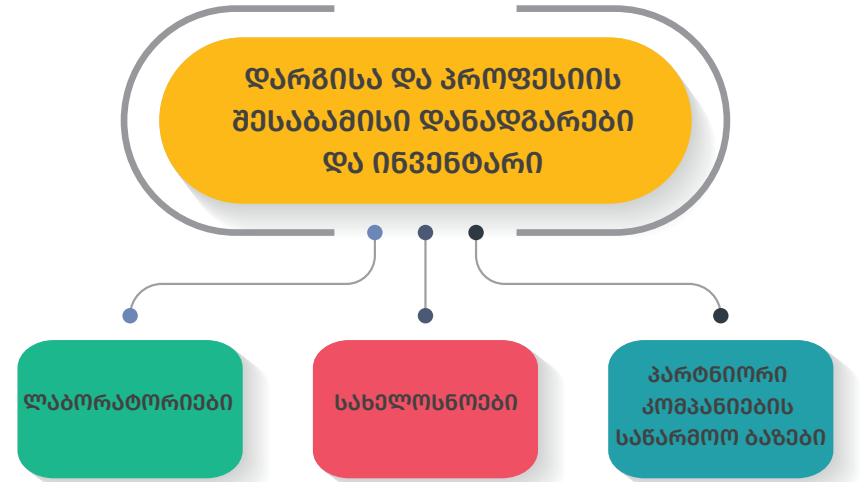 დარგისა და პროფესიის
შესაბამისი დანადგარები
და ინვენტარი
ლაბორატორიები
სახელოსნოები
პარტნიორი
კომპანიების
საწარმოო ბაზები